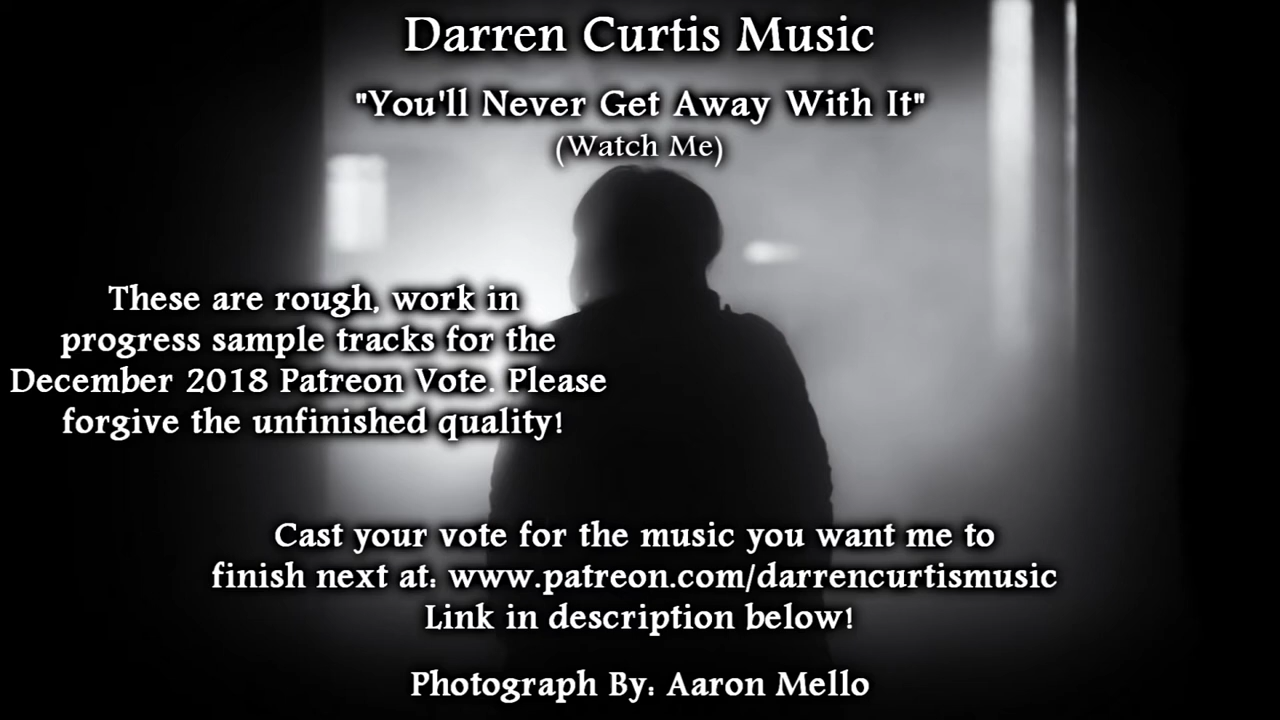 Darren Curtis Music
"You'll Never Get Away With It"
(Watch Me)
These are rough, work in
progress sample tracks for the
December 2018 Patreon Vote. Please
forgive the unfinished quality!
Cast your vote for the music you want me to
finish next at: www.patreon.com/darrencurtismusic
Link in description below!
Photograph By: Aaron Mello